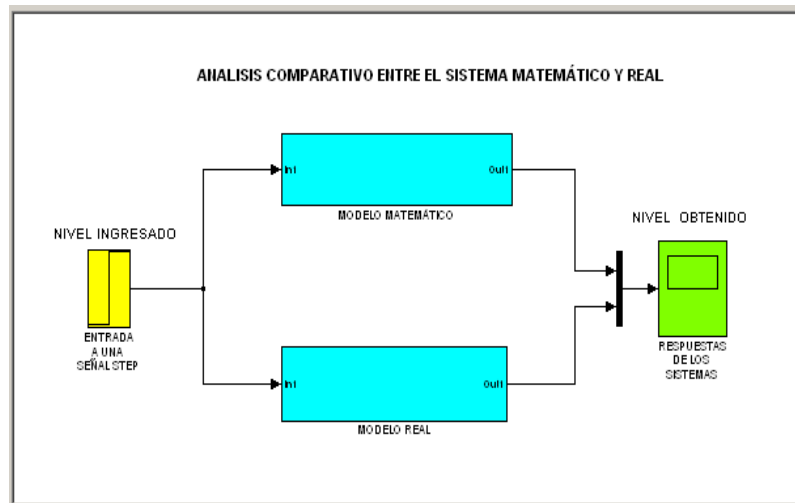 ANALISIS COMPARATIVO ENTRE EL SISTEMA MATEMÁTICO Y REAL
In1
Out1
MODELO MATEMÁTICO
NIVEL INGRESADO
NIVEL OBTENIDO
ENTRADA
A UNA
SEÑAL STEP
RESPUESTAS
DE LOS
SISTEMAS
In1
Out1
MODELO REAL